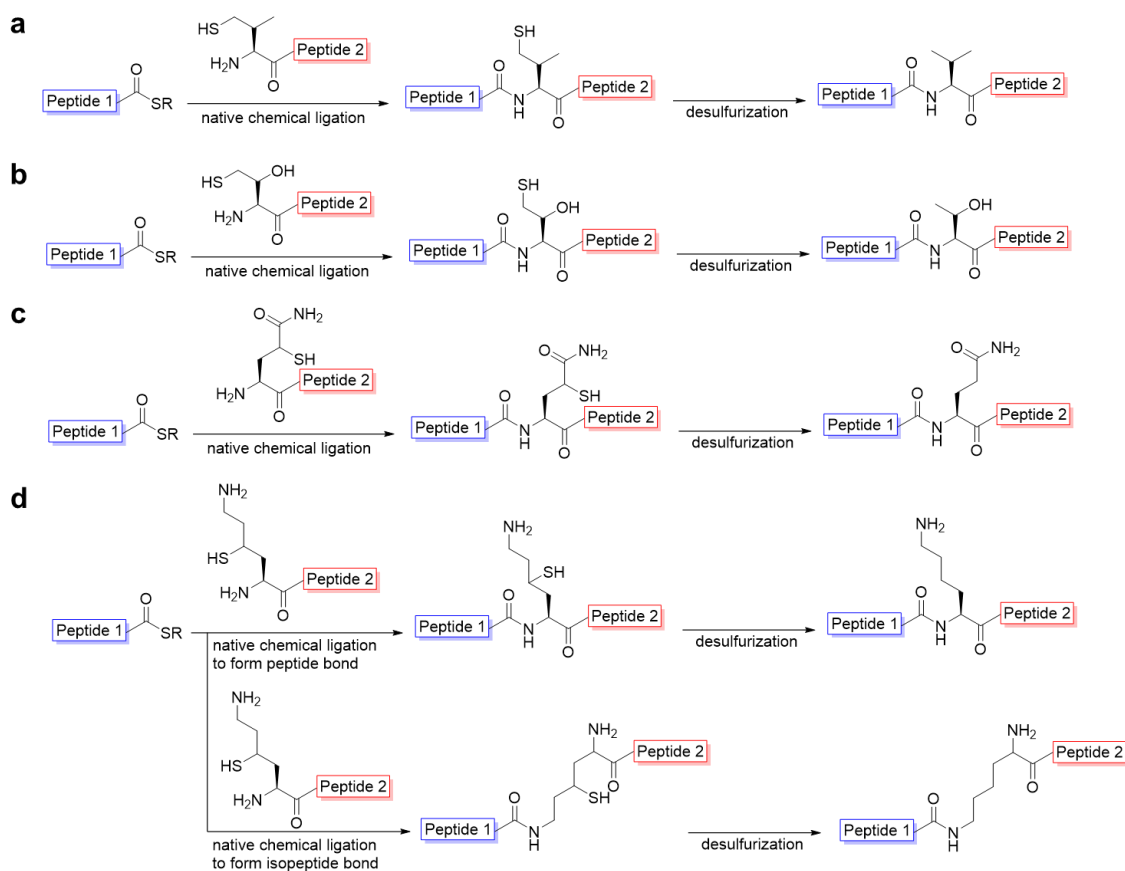 a
HS
H2N
O
Peptide 2
Peptide 1
O
SR
native chemical ligation
SH
O
Peptide 1
N
H
O
Peptide 2
desulfurization
O
Peptide 1
N
H
O
Peptide 2
b
HS
OH
H2N
O
Peptide 2
Peptide 1
O
SR
native chemical ligation
SH
OH
O
Peptide 1
N
H
O
Peptide 2
desulfurization
OH
O
Peptide 1
N
H
O
Peptide 2
c
O
NH2
SH
H2N
O
Peptide 2
Peptide 1
O
SR
native chemical ligation
O
NH2
SH
O
Peptide 1
N
H
O
Peptide 2
desulfurization
O
NH2
O
Peptide 1
N
H
O
Peptide 2
d
NH2
HS
H2N
O
Peptide 2
Peptide 1
O
SR
native chemical ligation
to form peptide bond
NH2
SH
O
Peptide 1
N
H
O
Peptide 2
desulfurization
NH2
O
Peptide 1
N
H
O
Peptide 2
NH2
HS
H2N
O
Peptide 2
native chemical ligation
to form isopeptide bond
NH2
Peptide 2
O
SH
O
Peptide 1
N
H
desulfurization
NH2
Peptide 2
O
O
Peptide 1
N
H